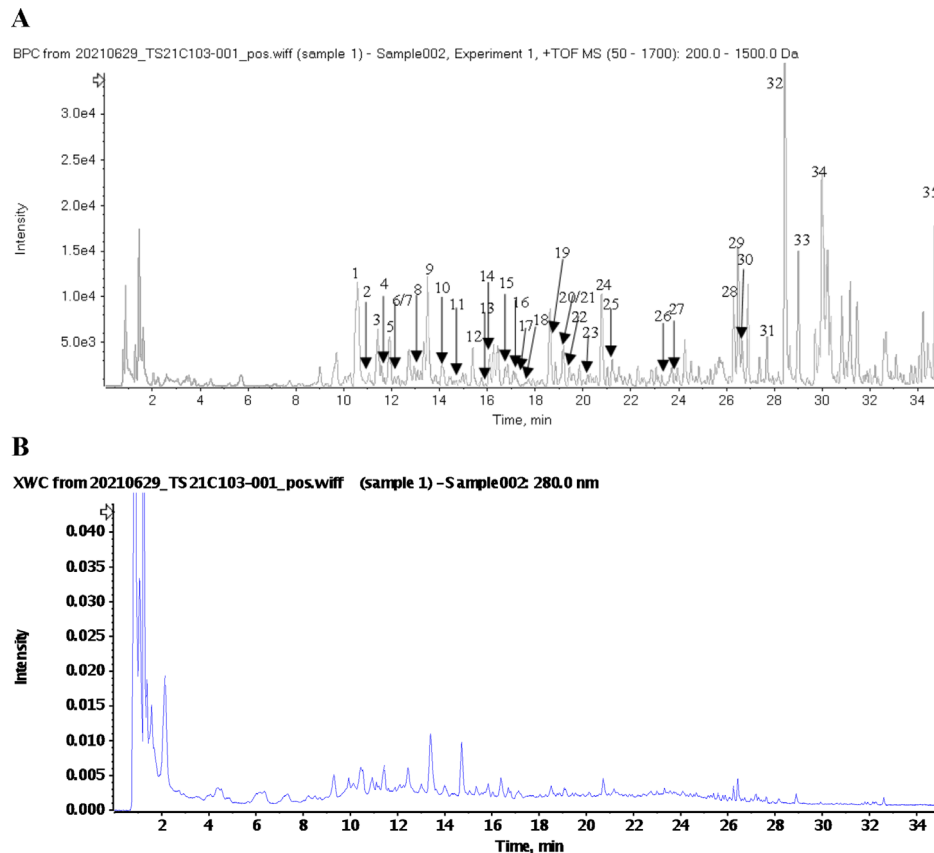 A
BPC from 20210629_TS21C103-001_pos.wiff (sample 1) - Sample002, Experiment 1, +TOF MS (50 - 1700): 200.0 - 1500.0 Da
Intensity
3.0e4
2.5e4
2.0e4
1.5e4
1.0e4
5.0e3
1
2
3
4
5
6/7
8
9
10
11
12
13
14
15
16
17
18
19
20/21
22
23
24
25
26
27
28
29
30
31
32
33
34
35
2 4 6 8 10 12 14 16 18 20 22 24 26 28 30 32 34
Time, min
B
XWC from 20210629_TS21C103-001_pos.wiff (sample 1) - Sample002: 280.0 nm
Intensity
0.040
0.035
0.030
0.025
0.020
0.015
0.010
0.005
0.000
2 4 6 8 10 12 14 16 18 20 22 24 26 28 30 32 34
Time, min